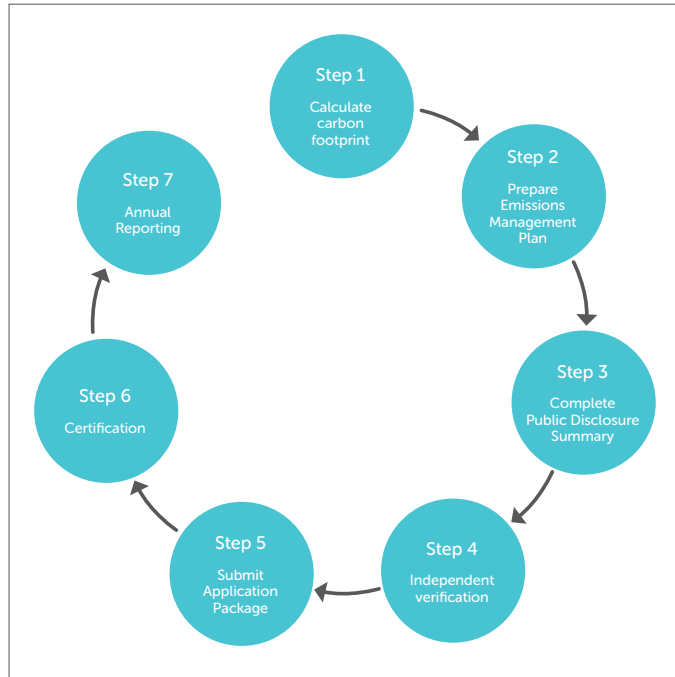 Step 1
Calculate
carbon
footprint
Step 2
Prepare
Emissions
Management
Plan
Step 3
Complete
Public Disclosure
Summary
Step 4
Independent
verification
Step 5
Submit
Application
Package
Step 6
Certification
Step 7
Annual
Reporting